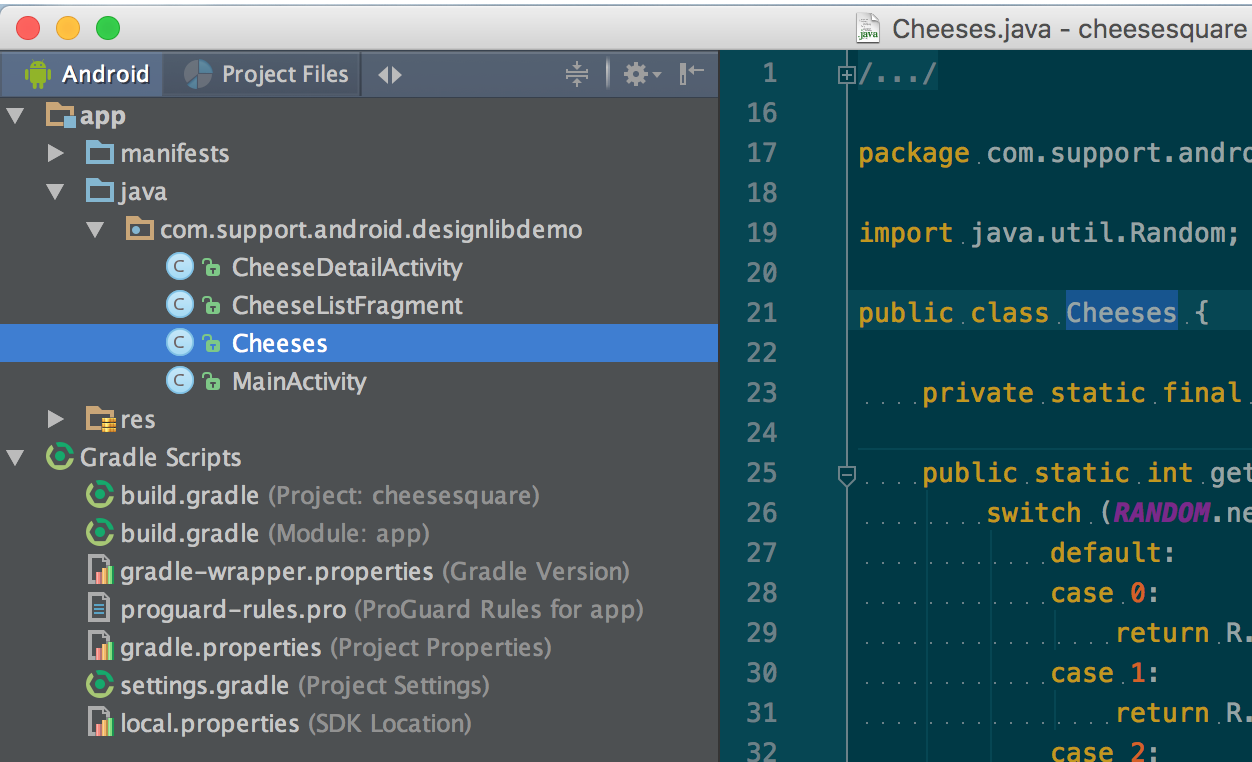 Cheeses.java - cheesesquare
Android Project Files
app
manifests
java
com.support.android.designlibdemo
C CheeseDetailActivity
C CheeseListFragment
C Cheeses
C MainActivity
res
Gradle Scripts
build.gradle (Project: cheesesquare)
build.gradle (Module: app)
gradle-wrapper.properties (Gradle Version)
proguard-rules.pro (ProGuard Rules for app)
gradle.properties (Project Properties)
settings.gradle (Project Settings)
local.properties (SDK Location)
1 /.../
16
17 package com.support.andro
18
19 import java.util.Random;
20
21 public class Cheeses {
22
23 private static final
24
25 public static int get
26 switch (RANDOM.ne
27 default:
28 case 0:
29 return R.
30 case 1:
31 return R.
32 case 2: